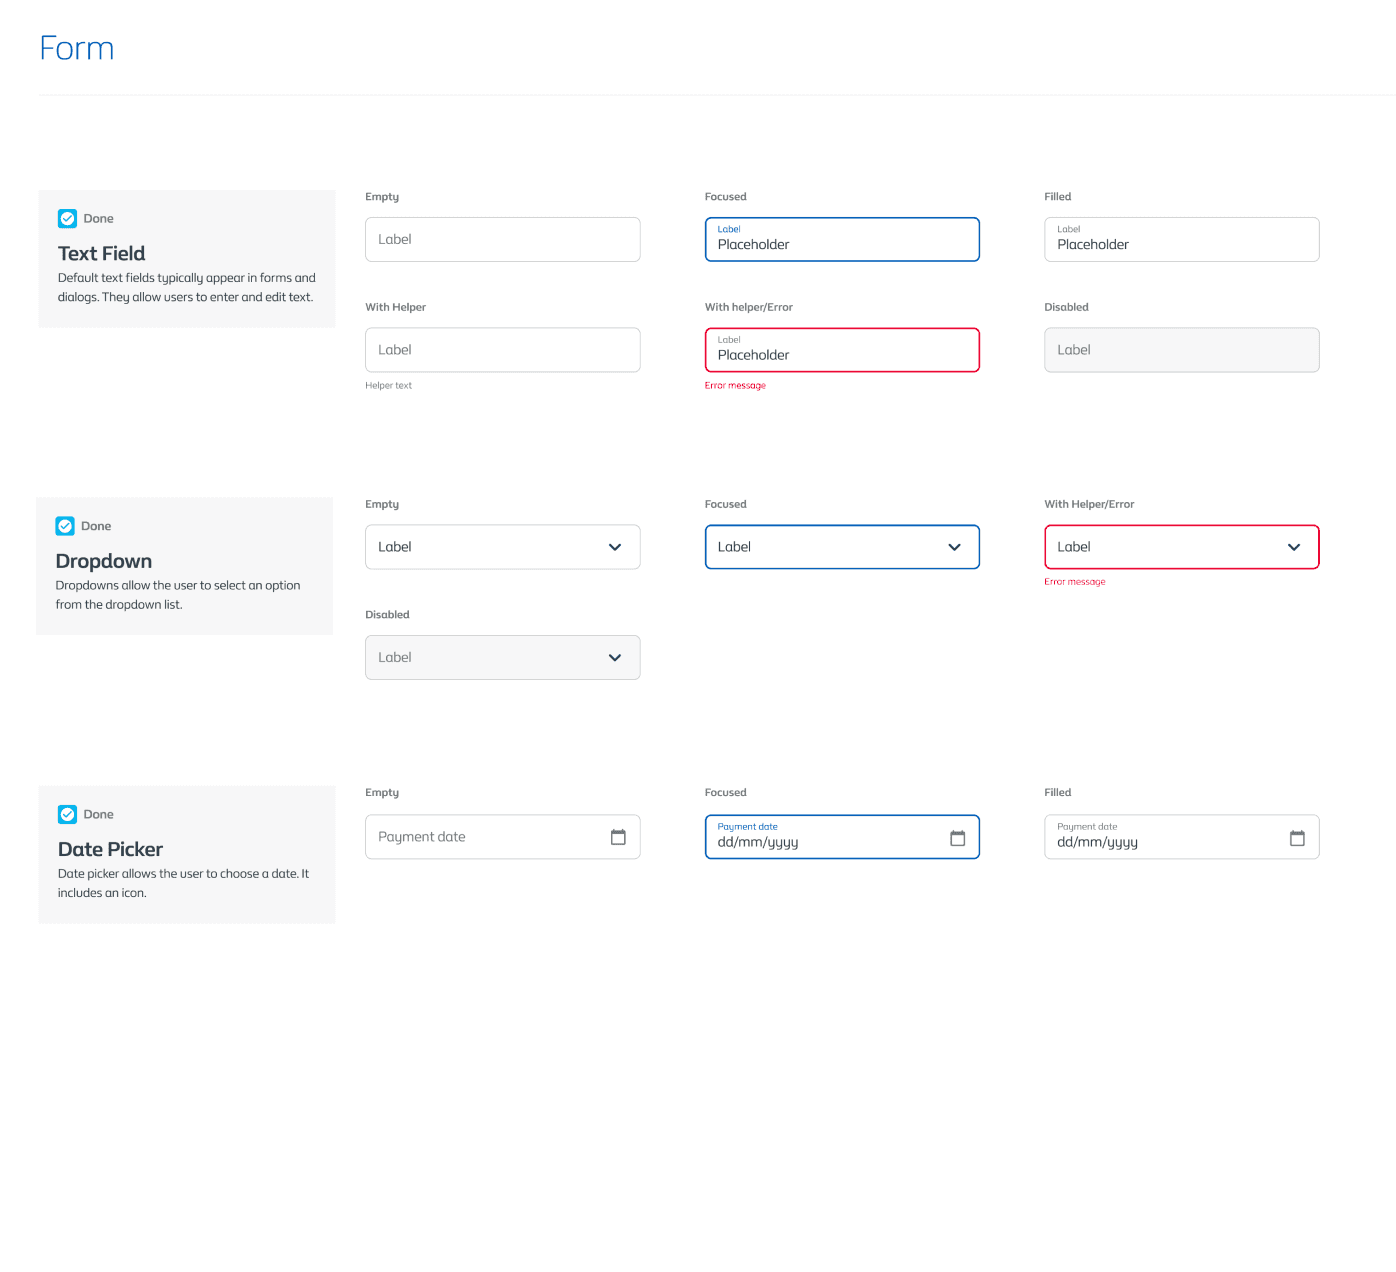 Form
Done
Text Field
Default text fields typically appear in forms and
dialogs. They allow users to enter and edit text.
Empty
Label
Focused
Label
Placeholder
Filled
Label
Placeholder
With Helper
Label
Helper text
With helper/Error
Label
Placeholder
Error message
Disabled
Label
Done
Dropdown
Dropdowns allow the user to select an option
from the dropdown list.
Empty
Label
Focused
Label
With Helper/Error
Label
Error message
Disabled
Label
Done
Date Picker
Date picker allows the user to choose a date. It
includes an icon.
Empty
Payment date
Focused
Payment date
dd/mm/yyyy
Filled
Payment date
dd/mm/yyyy